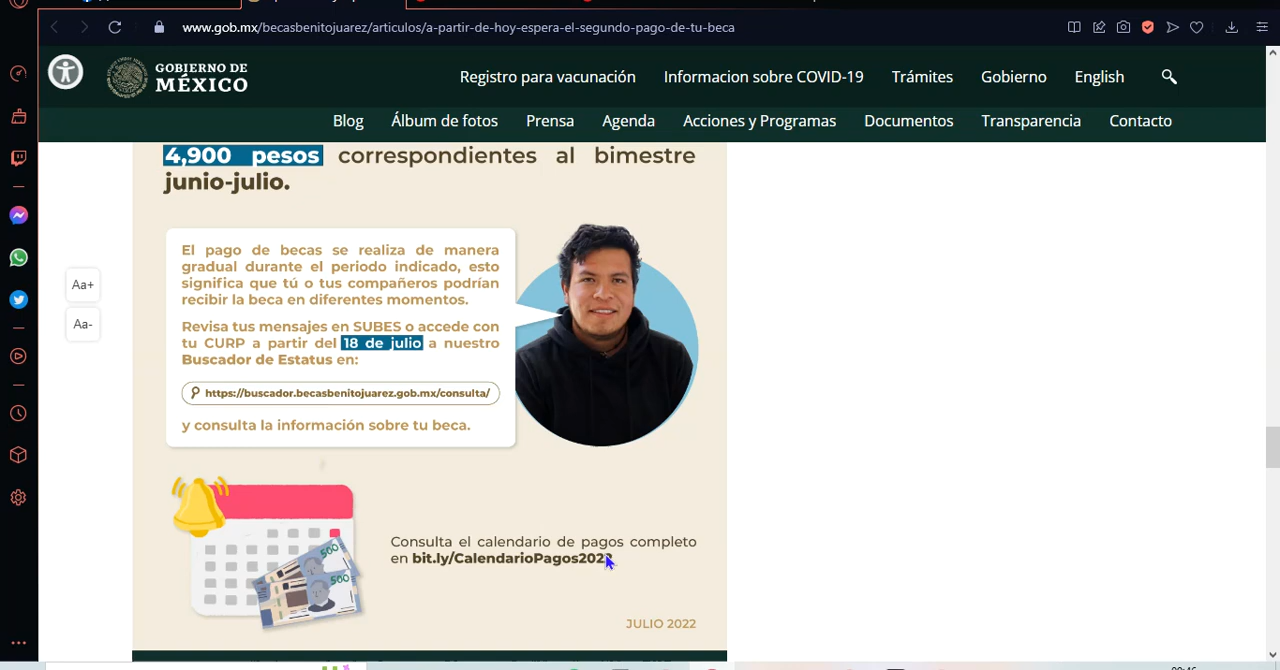 www.gob.mx/becasbenitojuarez/articulos/a-partir-de-hoy-espera-el-segundo-pago-de-tu-beca
GOBIERNO DE
MÉXICO
Registro para vacunación Informacion sobre COVID-19 Trámites Gobierno English
Blog Álbum de fotos Prensa Agenda Acciones y Programas Documentos Transparencia Contacto
4,900 pesos correspondientes al bimestre
junio-julio.
Aa+
Aa-
El pago de becas se realiza de manera
gradual durante el periodo indicado, esto
significa que tú o tus compañeros podrían
recibir la beca en diferentes momentos.
Revisa tus mensajes en SUBES o accede con
tu CURP a partir del 18 de julio a nuestro
Buscador de Estatus en:
https://buscador.becasbenitojuarez.gob.mx/consulta/
y consulta la información sobre tu beca.
500
500
Consulta el calendario de pagos completo
en bit.ly/CalendarioPagos2022
JULIO 2022